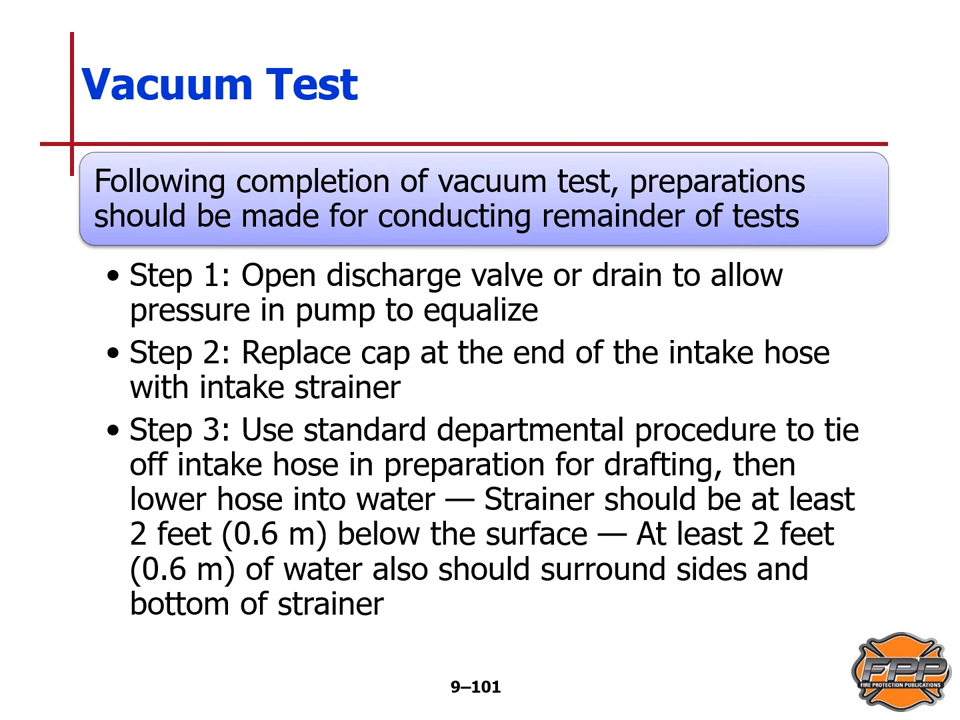 Vacuum Test
Following completion of vacuum test, preparations
should be made for conducting remainder of tests
• Step 1: Open discharge valve or drain to allow
pressure in pump to equalize
• Step 2: Replace cap at the end of the intake hose
with intake strainer
• Step 3: Use standard departmental procedure to tie
off intake hose in preparation for drafting, then
lower hose into water — Strainer should be at least
2 feet (0.6 m) below the surface — At least 2 feet
(0.6 m) of water also should surround sides and
bottom of strainer
9–101
FPP
FIRE PROTECTION PUBLICATIONS